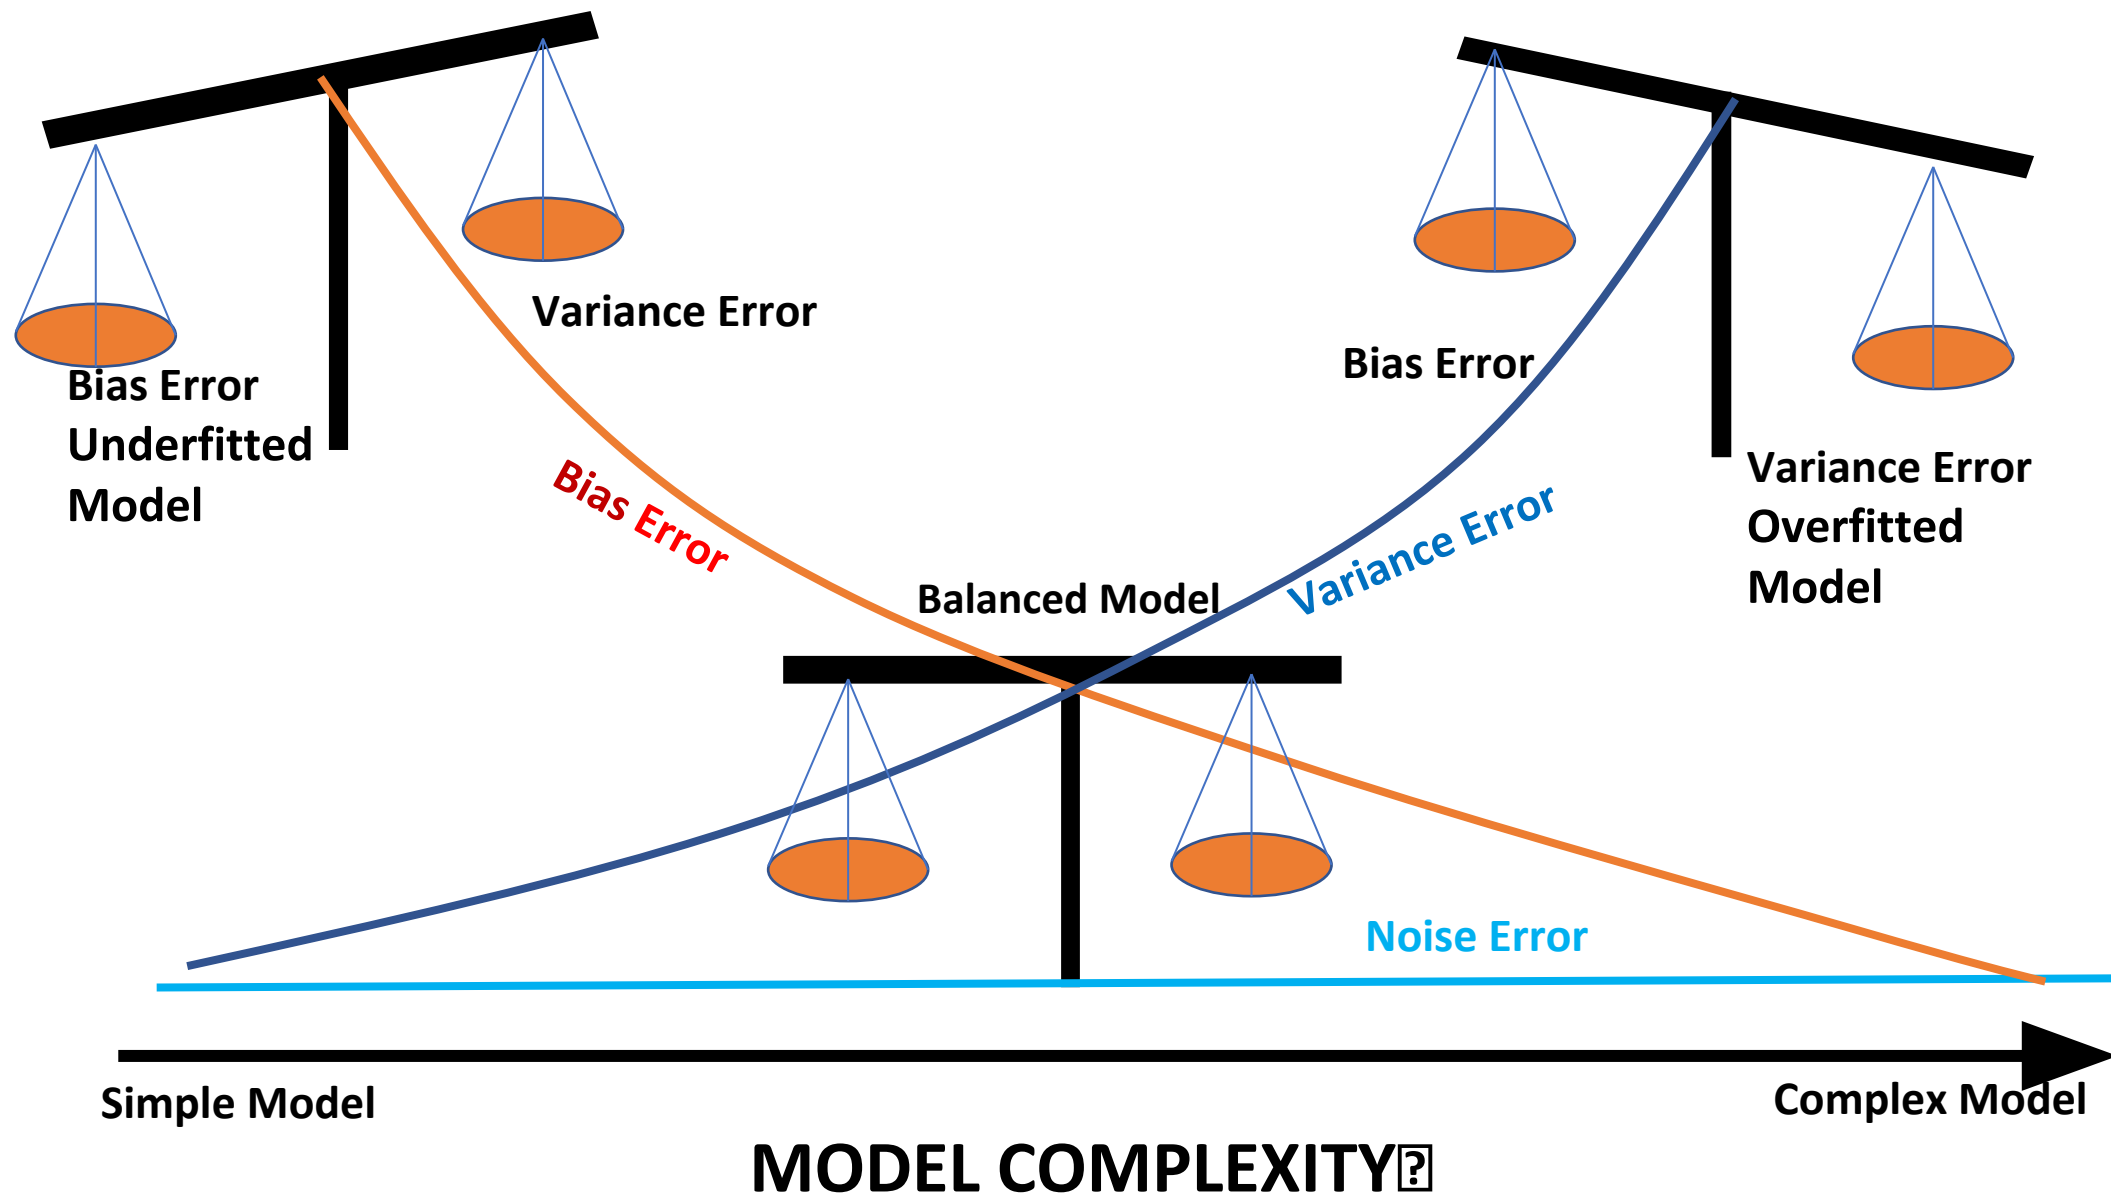 Variance Error
Bias Error
Underfitted
Model
Bias Error
Variance Error
Overfitted
Model
Bias Error
Variance Error
Balanced Model
Noise Error
Simple Model
Complex Model
MODEL COMPLEXITY